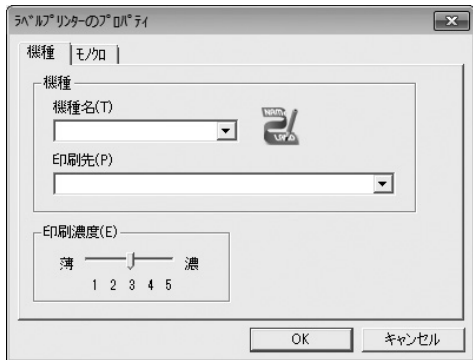 ﾗﾍﾞﾙﾌﾟﾘﾝﾀｰのﾌﾟﾛﾊﾟﾃｨ
機種 ﾓﾉｸﾛ
機種
機種名(T)
NAME LAND
印刷先(P)
印刷濃度(E)
薄 濃
1 2 3 4 5
OK キャンセル